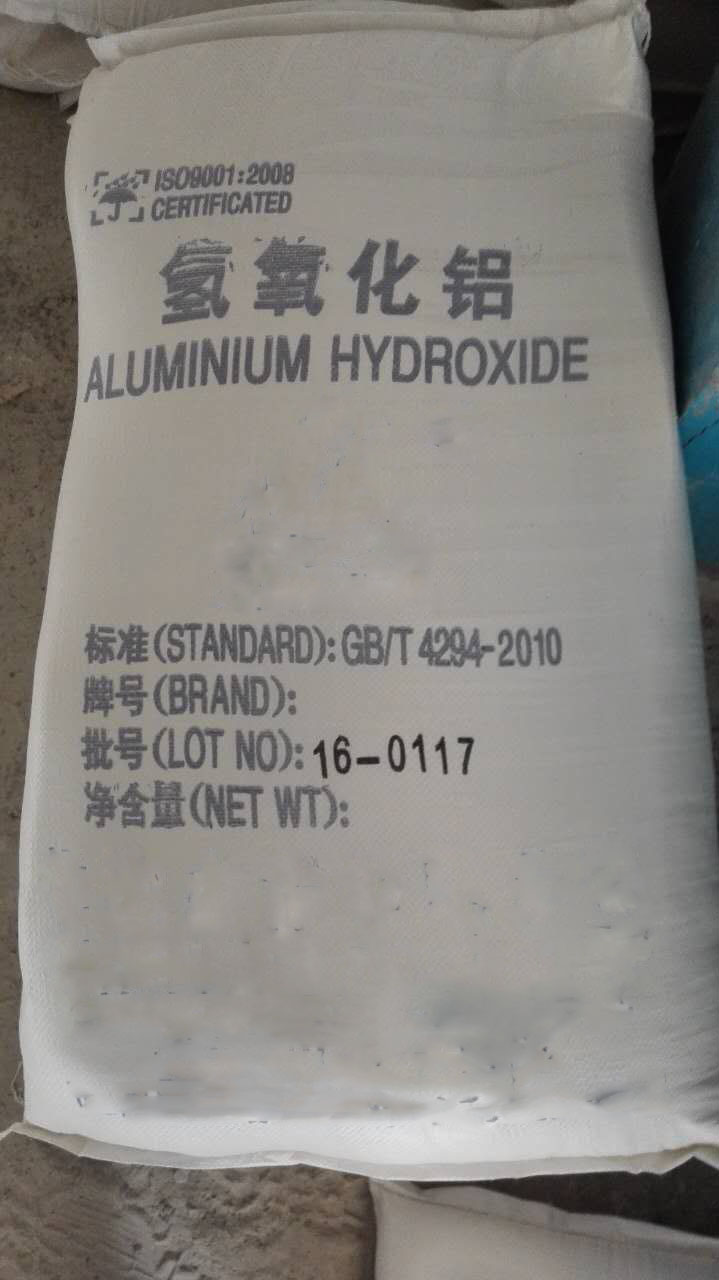 ISO9001:2008
CERTIFICATED
氢氧化铝
ALUMINIUM HYDROXIDE
标准(STANDARD):GB/T 4294-2010
牌号(BRAND):
批号(LOT NO):16-0117
净含量(NET WT):